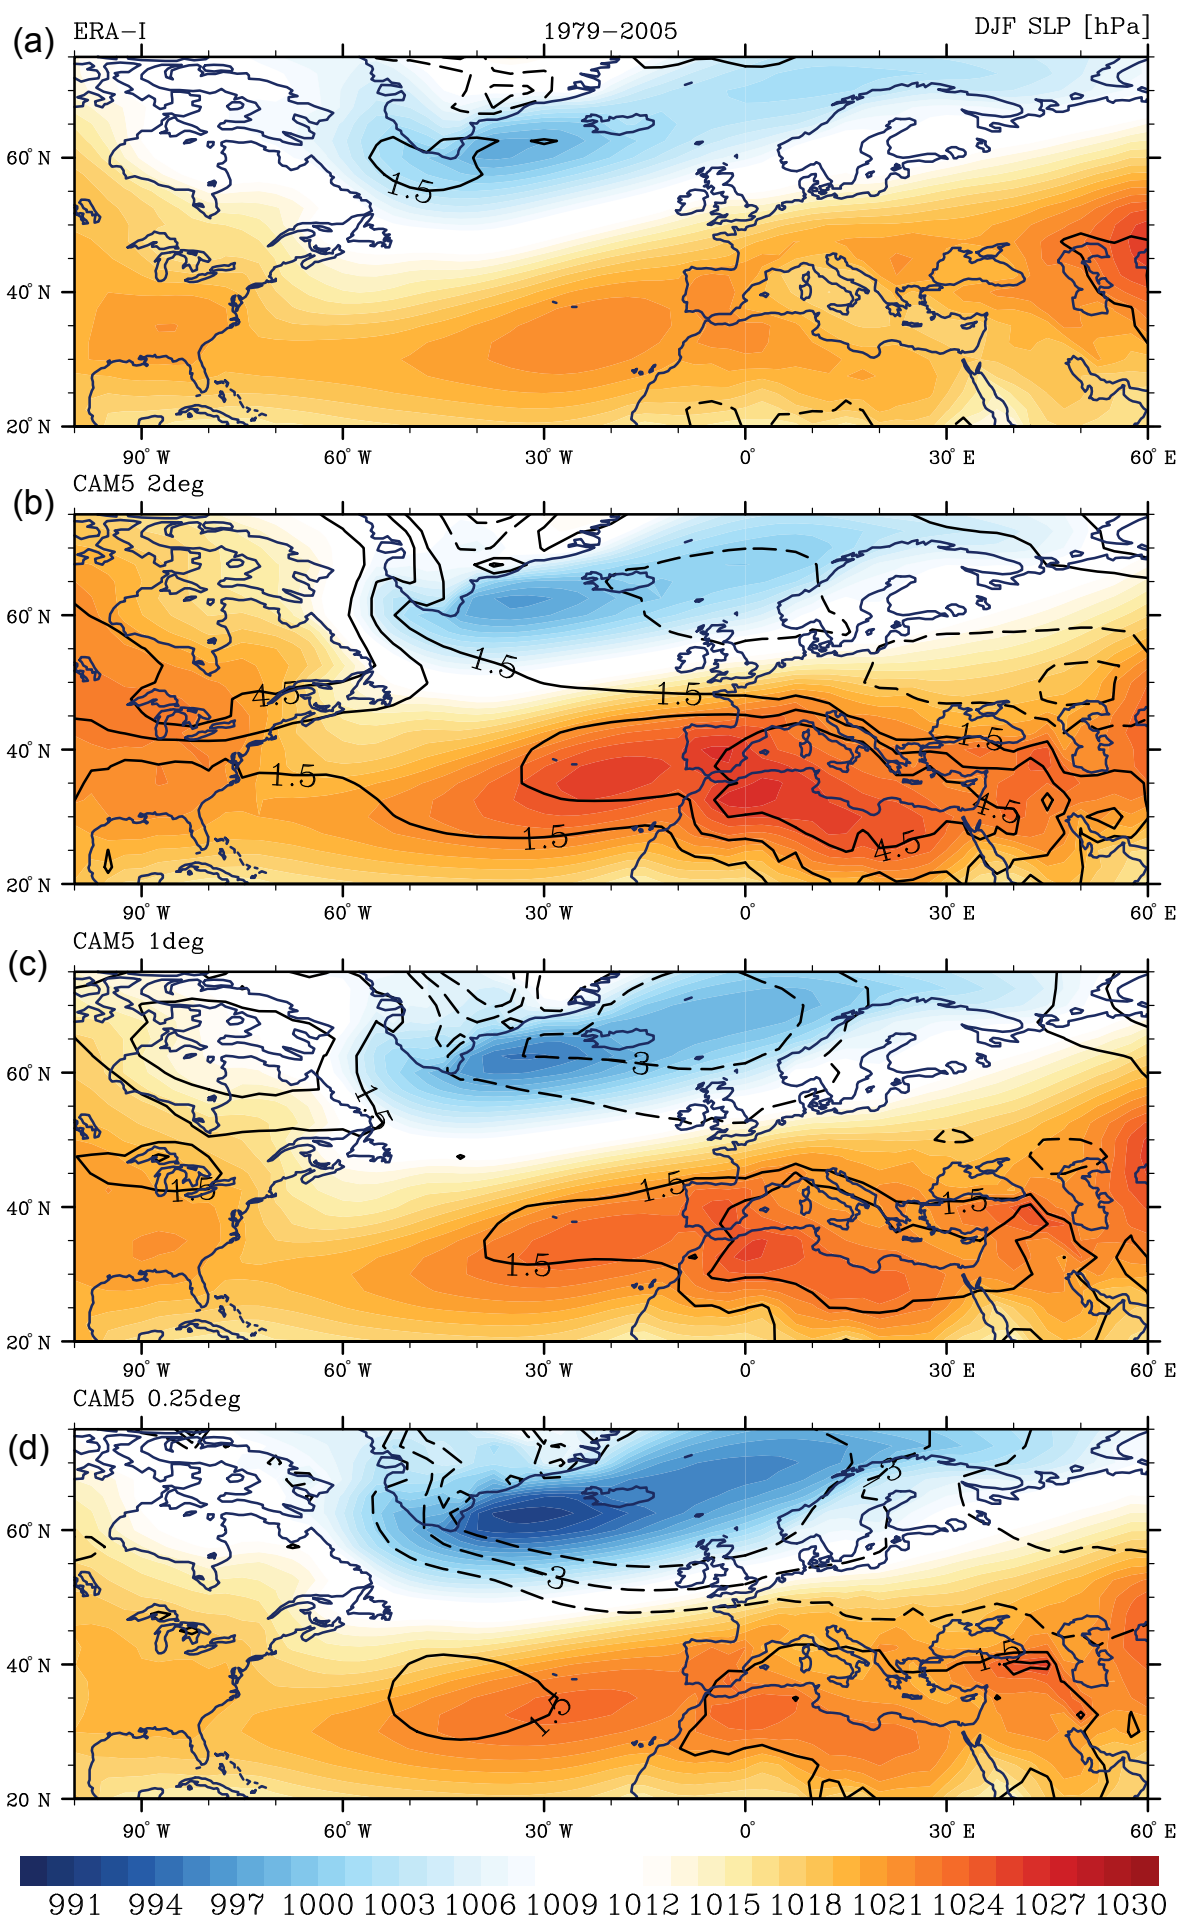 (a) ERA-I 1979-2005 DJF SLP [hPa]
60° N
1.5
40° N
20° N
90° W 60° W 30° W 0° 30° E 60° E
CAM5 2deg
(b)
60° N
1.5
4.5 1.5
1.5
40° N
1.5
4.5
1.5
4.5
20° N
90° W 60° W 30° W 0° 30° E 60° E
CAM5 1deg
(c)
3
60° N
1.5
1.5
1.5
1.5
40° N
1.5
20° N
90° W 60° W 30° W 0° 30° E 60° E
CAM5 0.25deg
(d)
3
60° N
3
1.5
40° N
1.5
20 N
90° W 60° W 30° W 0° 30° E 60° E
991 994 997 1000 1003 1006 1009 1012 1015 1018 1021 1024 1027 1030